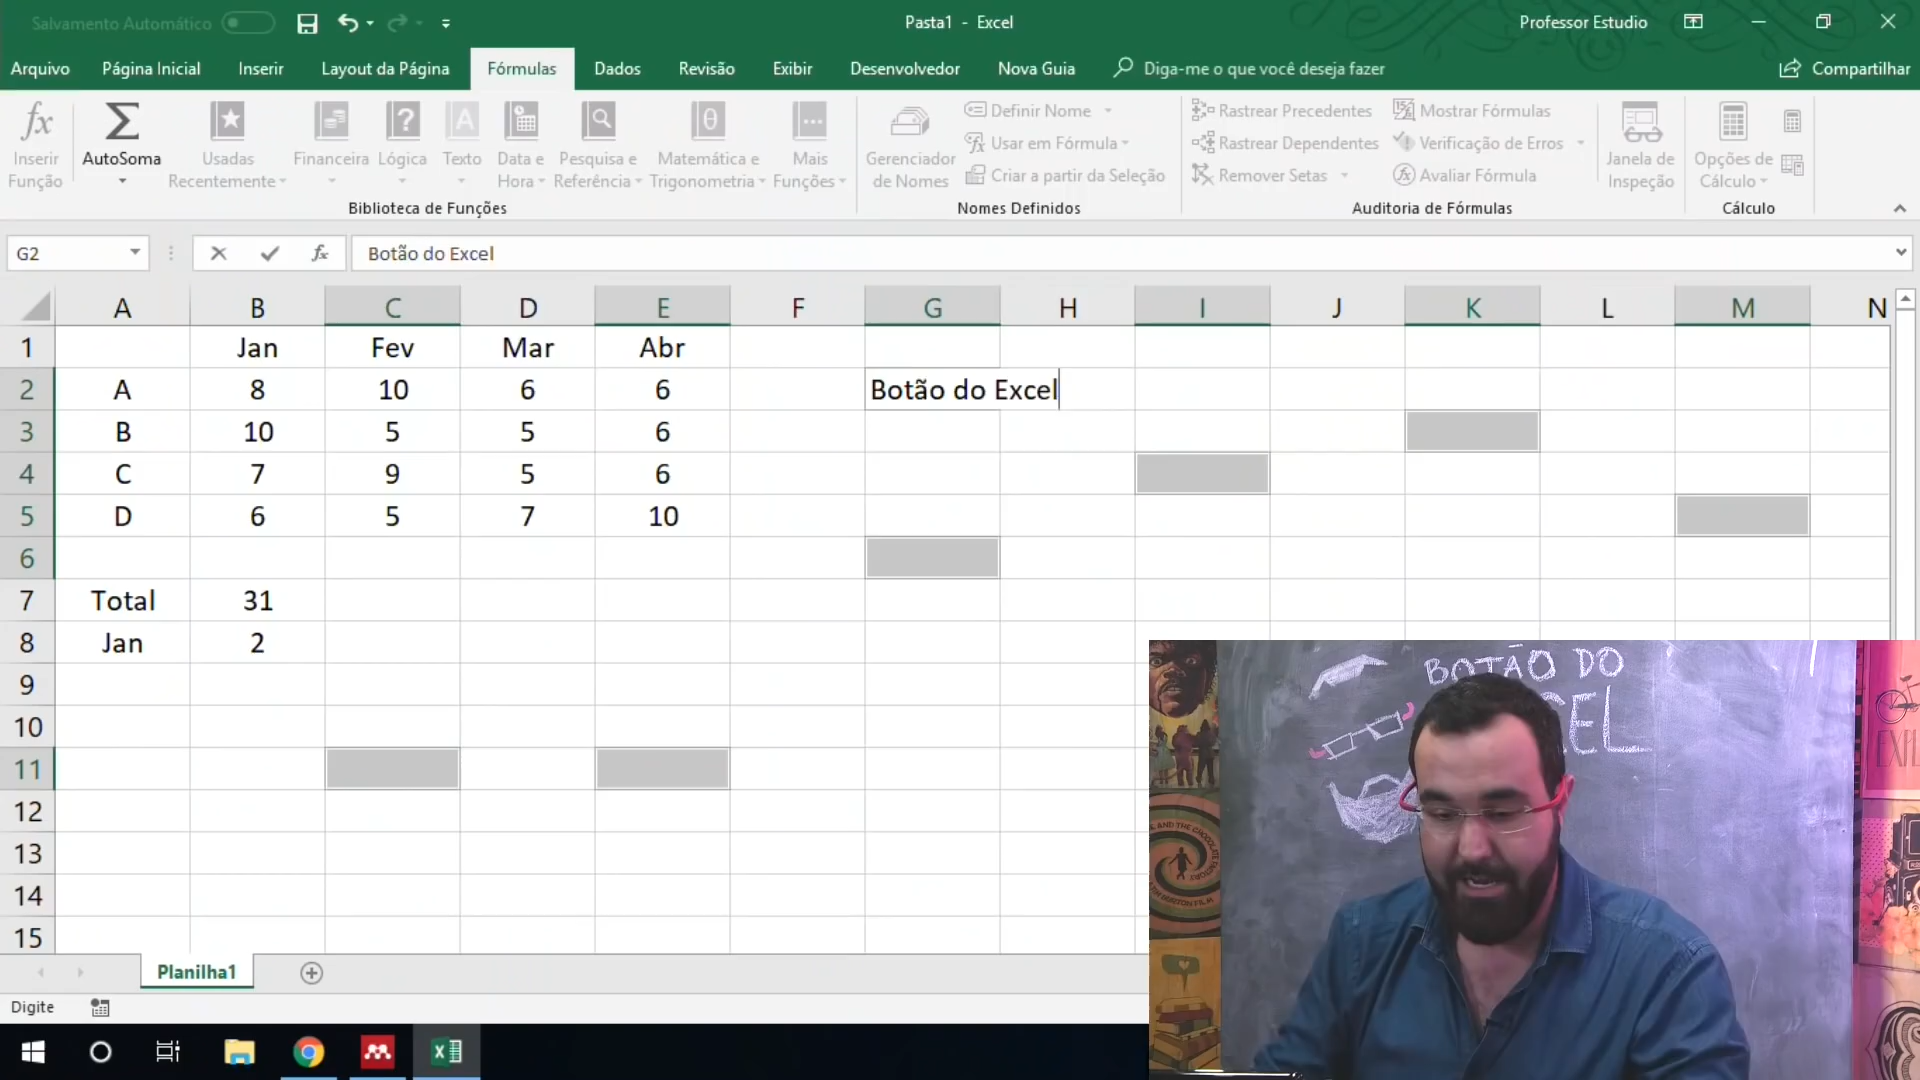 Salvamento Automático
Pasta1 - Excel
Professor Estudio
Arquivo Página Inicial Inserir Layout da Página Fórmulas Dados Revisão Exibir Desenvolvedor Nova Guia Diga-me o que você deseja fazer Compartilhar
Inserir Função
AutoSoma
Usadas Recentemente
Financeira
Lógica
Texto
Data e Hora
Pesquisa e Referência
Matemática e Trigonometria
Mais Funções
Biblioteca de Funções
Gerenciador de Nomes
Definir Nome
Usar em Fórmula
Criar a partir da Seleção
Nomes Definidos
Rastrear Precedentes
Rastrear Dependentes
Remover Setas
Mostrar Fórmulas
Verificação de Erros
Avaliar Fórmula
Auditoria de Fórmulas
Janela de Inspeção
Opções de Cálculo
Cálculo
G2 fx Botão do Excel
A B C D E F G H I J K L M N
1 Jan Fev Mar Abr
2 A 8 10 6 6 Botão do Excel
3 B 10 5 5 6
4 C 7 9 5 6
5 D 6 5 7 10
6
7 Total 31
8 Jan 2
9
10
11
12
13
14
15
Planilha1
Digite
BOTÃO DO